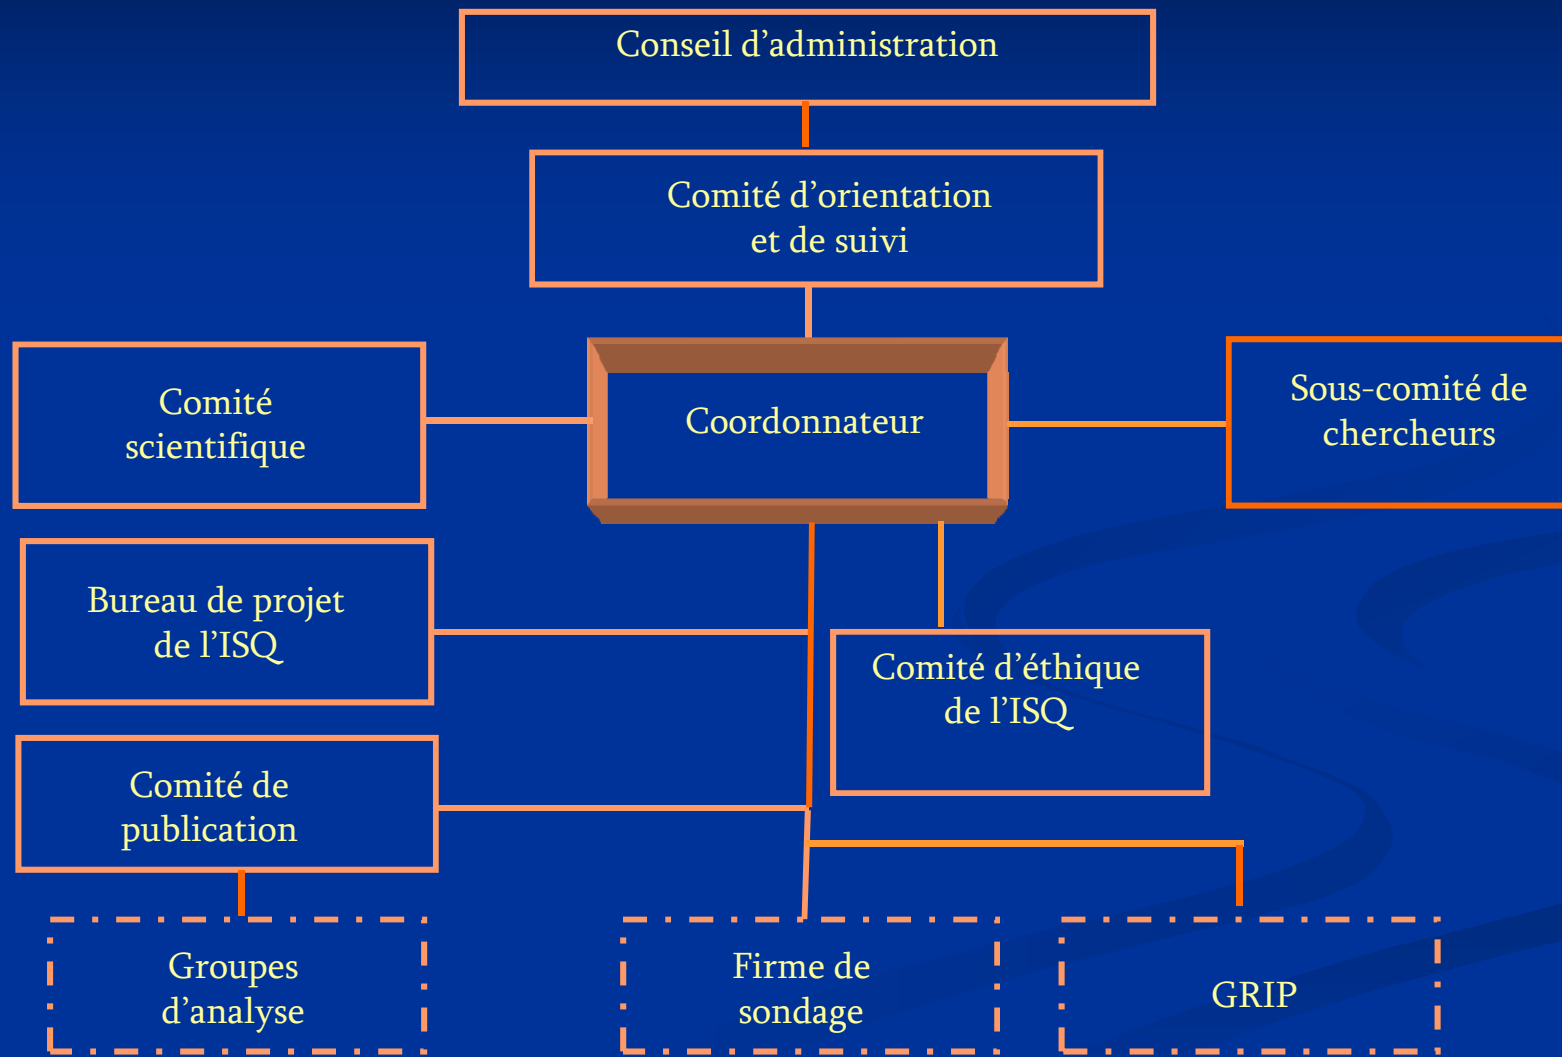 Conseil d’administration
Comité d’orientation
et de suivi
Comité
scientifique
Coordonnateur
Sous-comité de
chercheurs
Bureau de projet
de l’ISQ
Comité d’éthique
de l’ISQ
Comité de
publication
Groupes
d’analyse
Firme de
sondage
GRIP